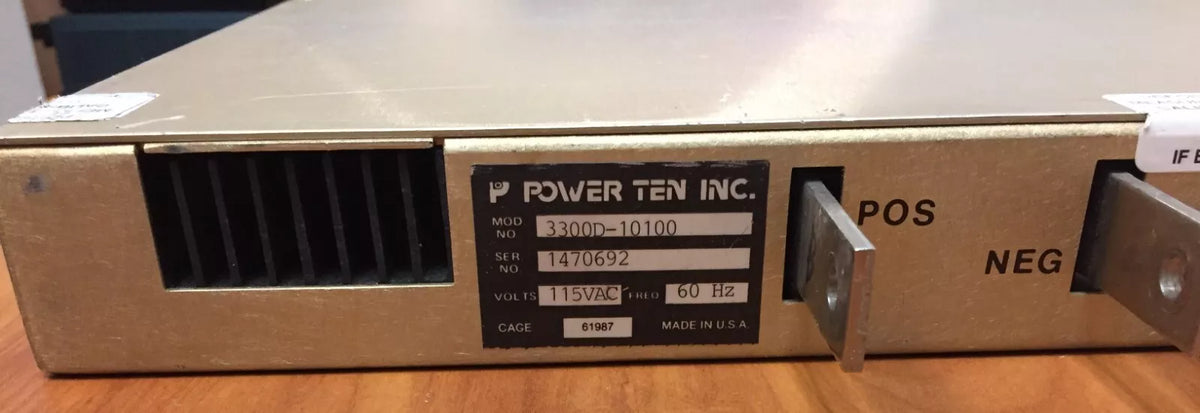 POWER TEN INC.
MOD NO. 3300D-10100
SER NO. 1470692
VOLTS 115VAC FREQ 60 Hz
CAGE 61987 MADE IN U.S.A.
POS
NEG
IF